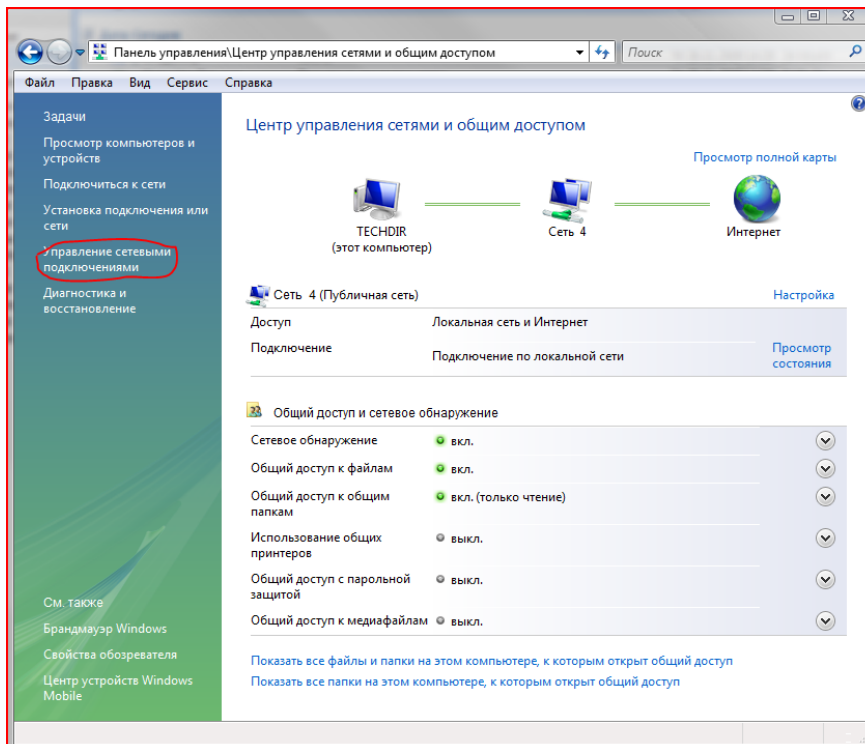 Панель управления\Центр управления сетями и общим доступом
Поиск
Файл Правка Вид Сервис Справка
Задачи
Просмотр компьютеров и
устройств
Подключиться к сети
Установка подключения или
сети
Управление сетевыми
подключениями
Диагностика и
восстановление
См. также
Брандмауэр Windows
Свойства обозревателя
Центр устройств Windows
Mobile
Центр управления сетями и общим доступом
Просмотр полной карты
TECHDIR
(этот компьютер)
Сеть 4
Интернет
Сеть 4 (Публичная сеть)
Настройка
Доступ
Локальная сеть и Интернет
Подключение
Подключение по локальной сети
Просмотр
состояния
Общий доступ и сетевое обнаружение
Сетевое обнаружение
вкл.
Общий доступ к файлам
вкл.
Общий доступ к общим
папкам
вкл. (только чтение)
Использование общих
принтеров
выкл.
Общий доступ с парольной
защитой
выкл.
Общий доступ к медиафайлам
выкл.
Показать все файлы и папки на этом компьютере, к которым открыт общий доступ
Показать все папки на этом компьютере, к которым открыт общий доступ